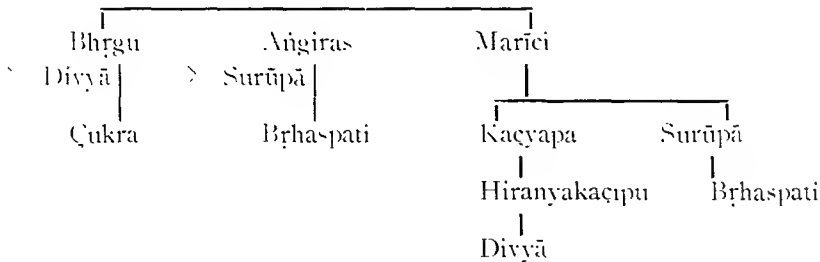 Bhṛgu Aṅgiras Marīci
Divyā Surūpā
Çukra Bṛhaspati Kaçyapa Surūpā
Hiranyakaçipu Bṛhaspati
Divyā